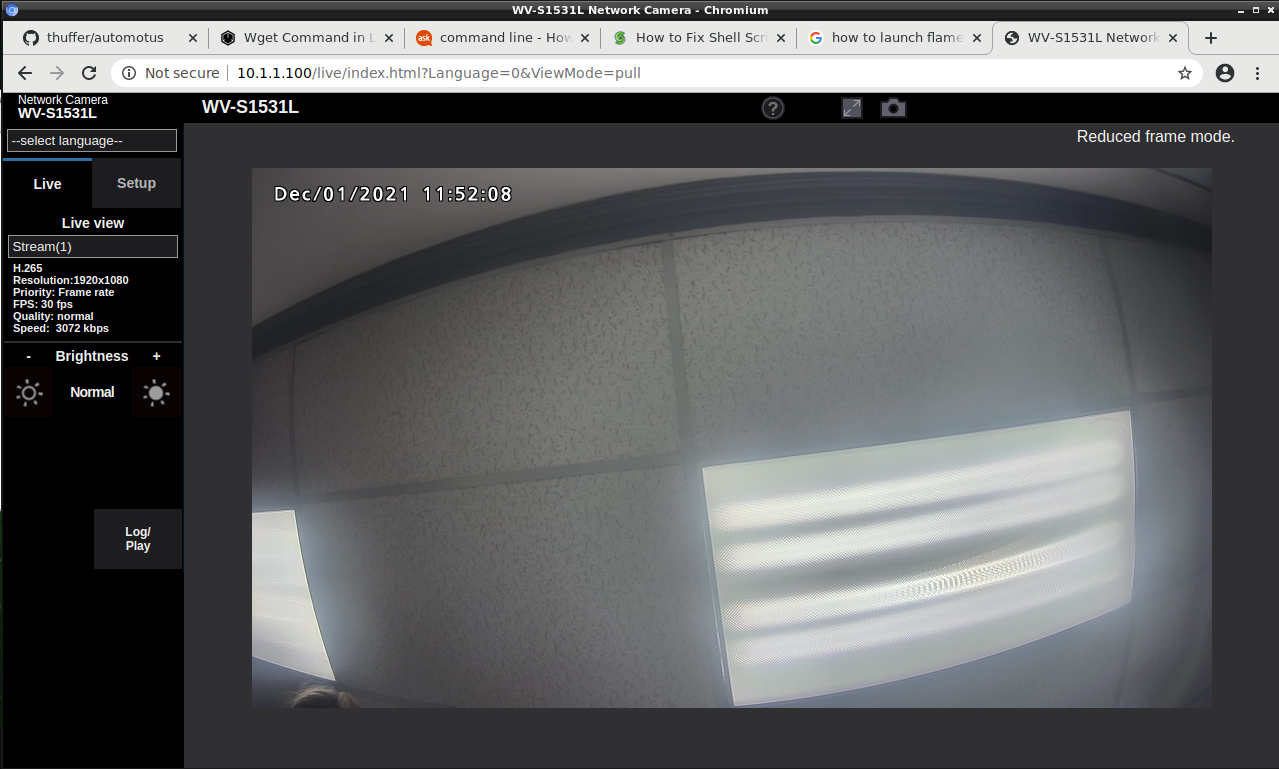 WV-S1531L Network Camera - Chromium
thuffer/automotus
Wget Command in L
ask
command line - How
How to Fix Shell Scri
how to launch flame
WV-S1531L Network
Not secure
10.1.1.100/live/index.html?Language=0&ViewMode=pull
Network Camera
WV-S1531L
WV-S1531L
--select language--
Reduced frame mode.
Live
Setup
Dec/01/2021 11:52:08
Live view
Stream(1)
H.265
Resolution:1920x1080
Priority: Frame rate
FPS: 30 fps
Quality: normal
Speed: 3072 kbps
- Brightness +
Normal
Log/
Play